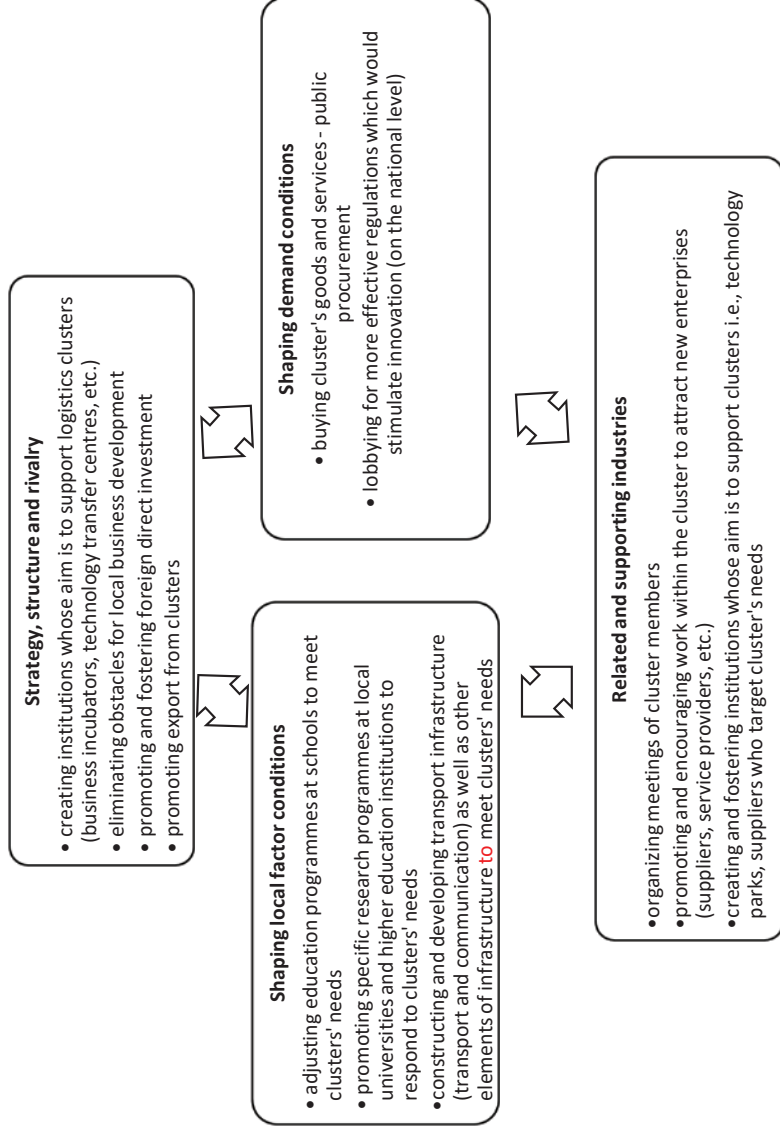 Strategy, structure and rivalry
• creating institutions whose aim is to support logistics clusters
(business incubators, technology transfer centres, etc.)
• eliminating obstacles for local business development
• promoting and fostering foreign direct investment
• promoting export from clusters
Shaping local factor conditions
• adjusting education programmes at schools to meet
clusters' needs
• promoting specific research programmes at local
universities and higher education institutions to
respond to clusters' needs
•constructing and developing transport infrastructure
(transport and communication) as well as other
elements of infrastructure to meet clusters' needs
Shaping demand conditions
• buying cluster's goods and services - public
procurement
• lobbying for more effective regulations which would
stimulate innovation (on the national level)
Related and supporting industries
•organizing meetings of cluster members
•promoting and encouraging work within the cluster to attract new enterprises
(suppliers, service providers, etc.)
•creating and fostering institutions whose aim is to support clusters i.e., technology
parks, suppliers who target cluster's needs